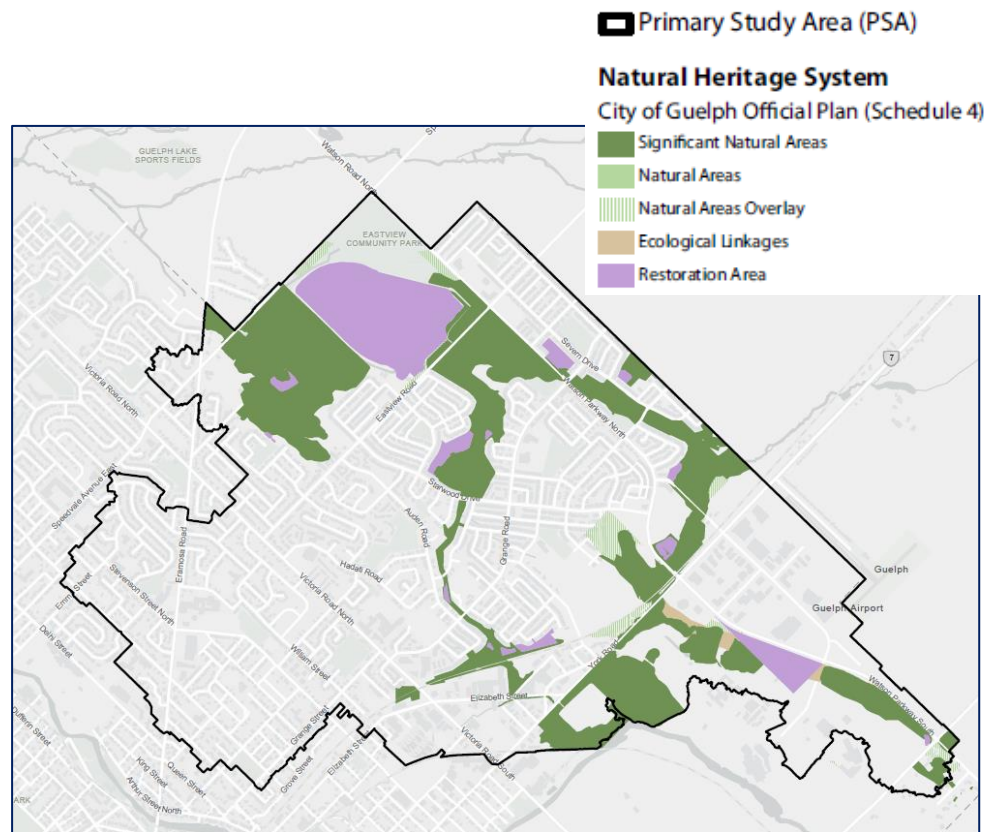 Primary Study Area (PSA)
Natural Heritage System
City of Guelph Official Plan (Schedule 4)
Significant Natural Areas
Natural Areas
Natural Areas Overlay
Ecological Linkages
Restoration Area
GUELPH LAKE
SPORTS FIELDS
Watson Road North
EASTVIEW
COMMUNITY PARK
Severn Drive
7
Victoria Road North
Eastview Road
Watson Parkway North
Speedvale Avenue East
Starwood Drive
Auden Road
Grange Road
Eramosa Road
Hadati Road
Guelph
Guelph Airport
Emma Street
Stevenson Street North
Victoria Road North
Delhi Street
William Street
York Road
Watson Parkway South
Elizabeth Street
Dufferin Street
Grange Street
Elizabeth Street
Victoria Road South
King Street
Queen Street
Grove Street
Arthur Street North
ARK